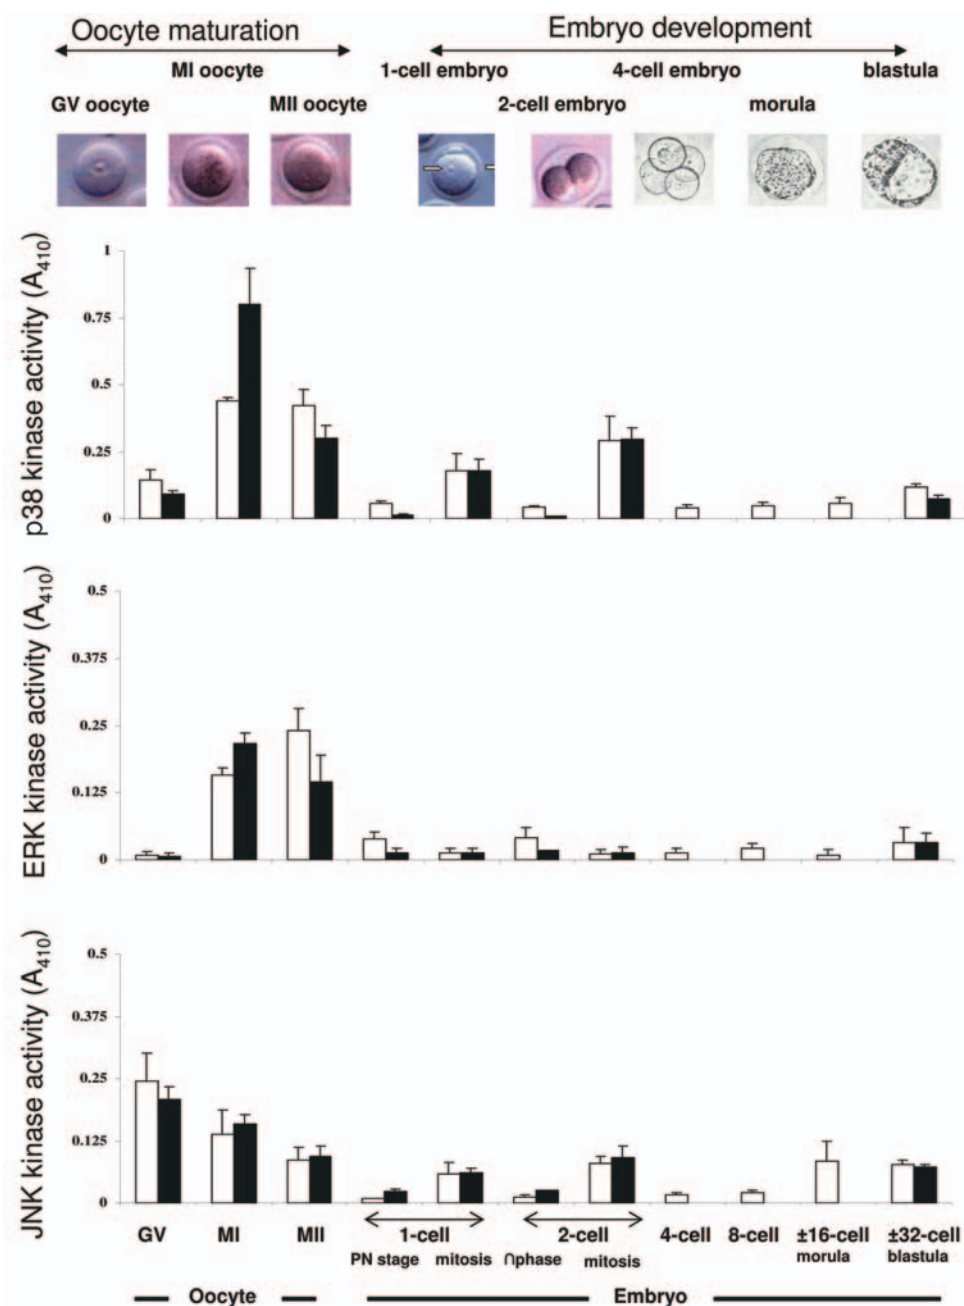 Oocyte maturation Embryo development
MI oocyte 1-cell embryo 4-cell embryo blastula
GV oocyte MII oocyte 2-cell embryo morula
p38 kinase activity (A410)
1
0.75
0.5
0.25
0
ERK kinase activity (A410)
0.5
0.375
0.25
0.125
0
JNK kinase activity (A410)
0.5
0.375
0.25
0.125
0
GV MI MII 1-cell 2-cell 4-cell 8-cell ±16-cell ±32-cell
PN stage mitosis ∩phase mitosis morula blastula
Oocyte Embryo